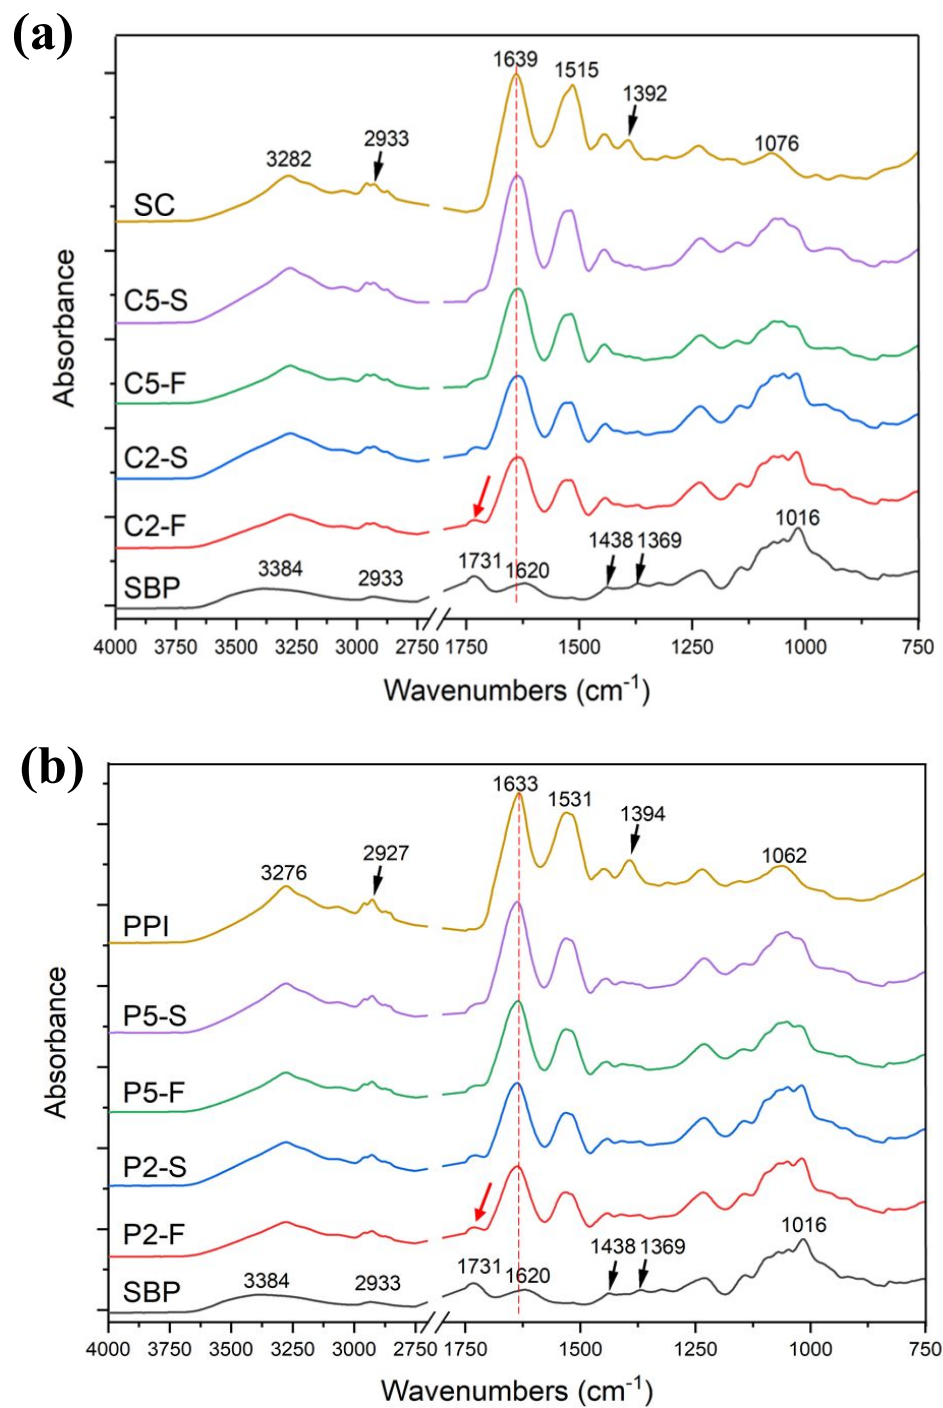 (a)
1639
1515
1392
2933
3282
1076
SC
C5-S
C5-F
C2-S
C2-F
1016
1438
1369
1731
1620
3384
2933
SBP
Absorbance
4000 3750 3500 3250 3000 2750 1750 1500 1250 1000 750
Wavenumbers (cm⁻¹)
(b)
1633
1531
1394
2927
3276
1062
PPI
P5-S
P5-F
P2-S
P2-F
1016
1438
1369
1731
1620
3384
2933
SBP
Absorbance
4000 3750 3500 3250 3000 2750 1750 1500 1250 1000 750
Wavenumbers (cm⁻¹)